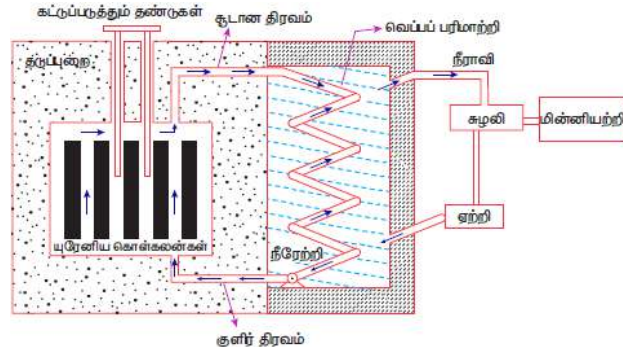 கட்டுப்படுத்தும் தண்டுகள்
சூடான திரவம்
வெப்பப் பரிமாற்றி
தடுப்புறை
நீராவி
சுழலி
மின்னியற்றி
ஏற்றி
யுரேனிய கொள்கலன்கள்
நீரேற்றி
குளிர் திரவம்